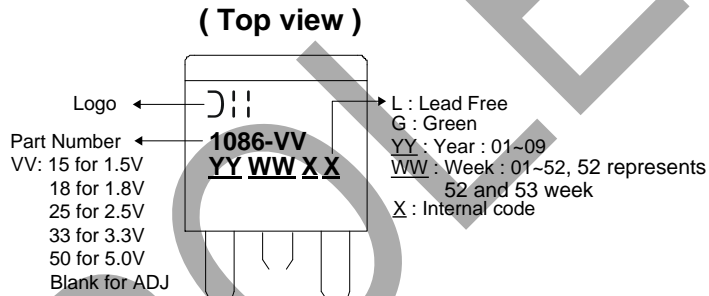 ( Top view )
Logo
Part Number
VV: 15 for 1.5V
18 for 1.8V
25 for 2.5V
33 for 3.3V
50 for 5.0V
Blank for ADJ
1086-VV
YY WW X X
L : Lead Free
G : Green
YY : Year : 01~09
WW : Week : 01~52, 52 represents
52 and 53 week
X : Internal code